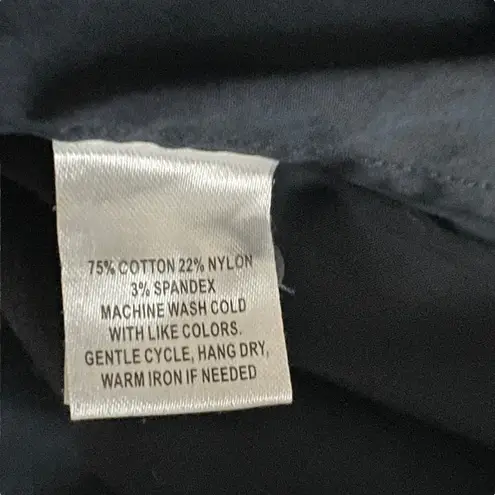 75% COTTON 22% NYLON
3% SPANDEX
MACHINE WASH COLD
WITH LIKE COLORS.
GENTLE CYCLE, HANG DRY,
WARM IRON IF NEEDED